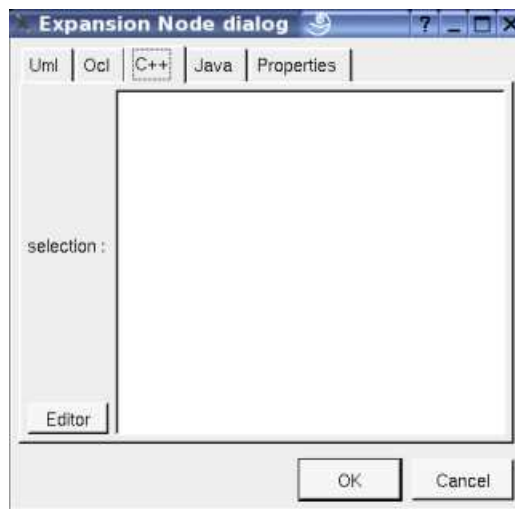 Expansion Node dialog ? _ □ X
Uml Ocl C++ Java Properties
selection :
Editor
OK Cancel